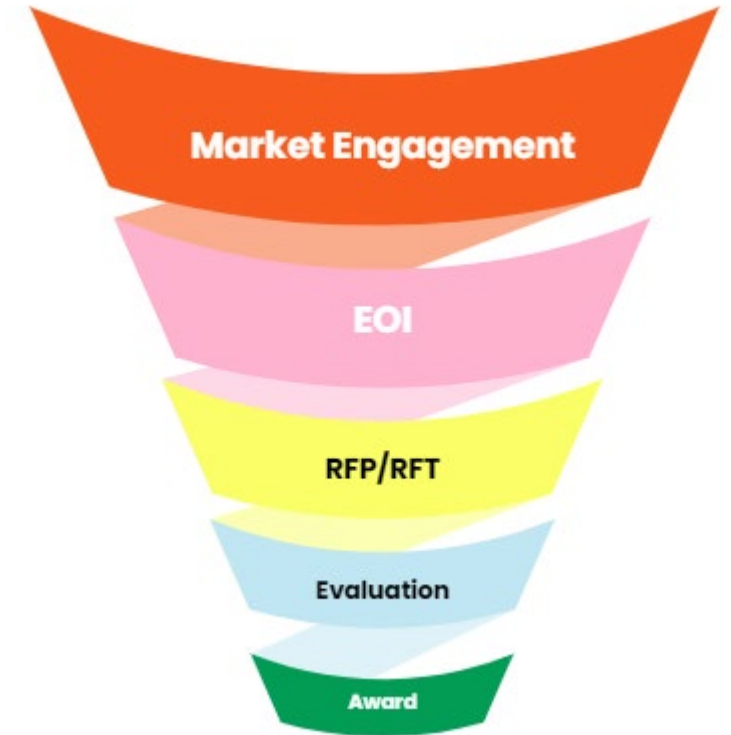 Market Engagement
EOI
RFP/RFT
Evaluation
Award